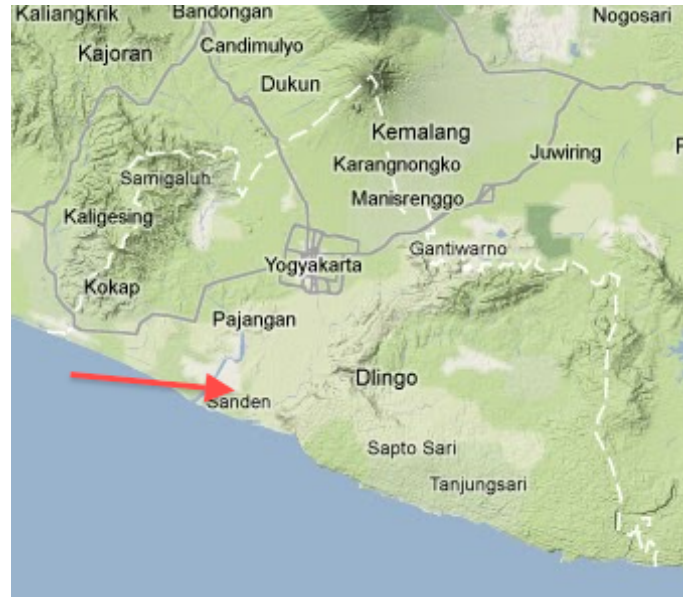 Kaliangkrik
Bandongan
Nogosari
Kajoran
Candimulyo
Dukun
Kemalang
Karangnongko
Juwiring
Samigaluh
Manisrenggo
Kaligesing
Gantiwarno
Yogyakarta
Kokap
Pajangan
Dlingo
Sanden
Sapto Sari
Tanjungsari